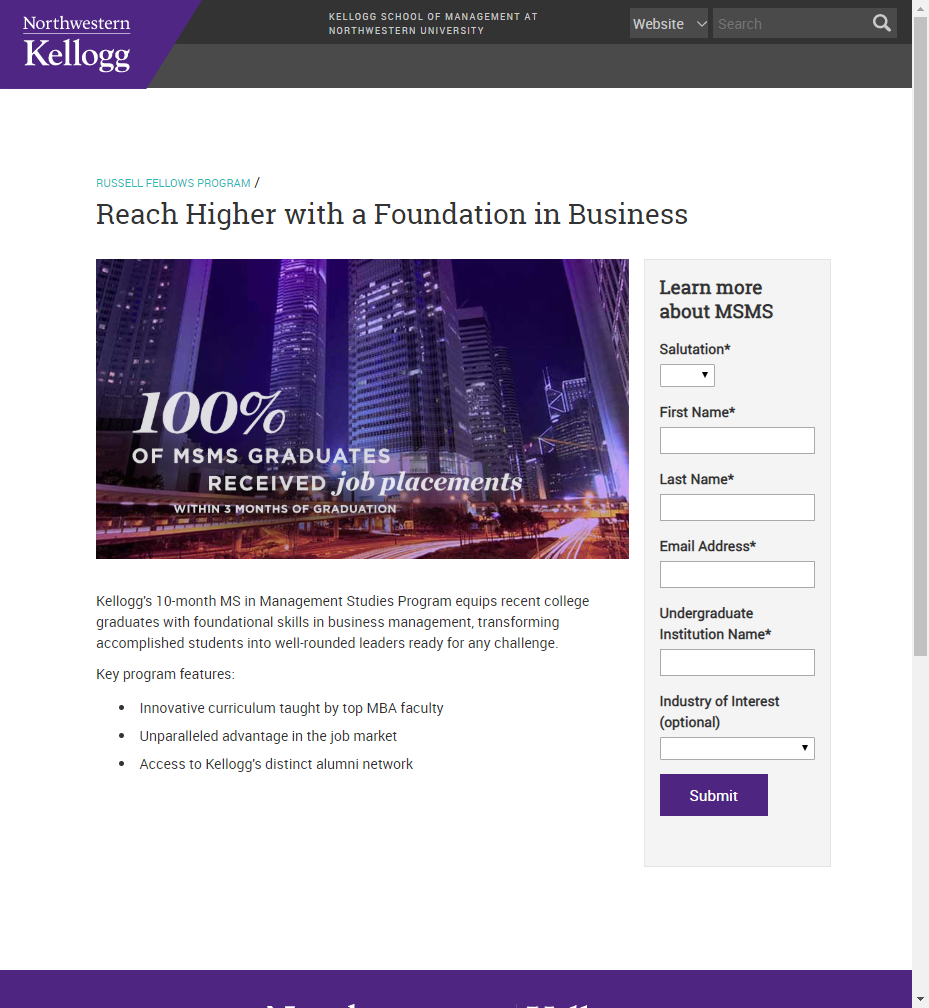 Northwestern
Kellogg
KELLOGG SCHOOL OF MANAGEMENT AT
NORTHWESTERN UNIVERSITY
Website
Search
RUSSELL FELLOWS PROGRAM /
Reach Higher with a Foundation in Business
100%
OF MSMS GRADUATES
RECEIVED job placements
WITHIN 3 MONTHS OF GRADUATION
Kellogg's 10-month MS in Management Studies Program equips recent college
graduates with foundational skills in business management, transforming
accomplished students into well-rounded leaders ready for any challenge.
Key program features:
• Innovative curriculum taught by top MBA faculty
• Unparalleled advantage in the job market
• Access to Kellogg's distinct alumni network
Learn more
about MSMS
Salutation*
First Name*
Last Name*
Email Address*
Undergraduate
Institution Name*
Industry of Interest
(optional)
Submit